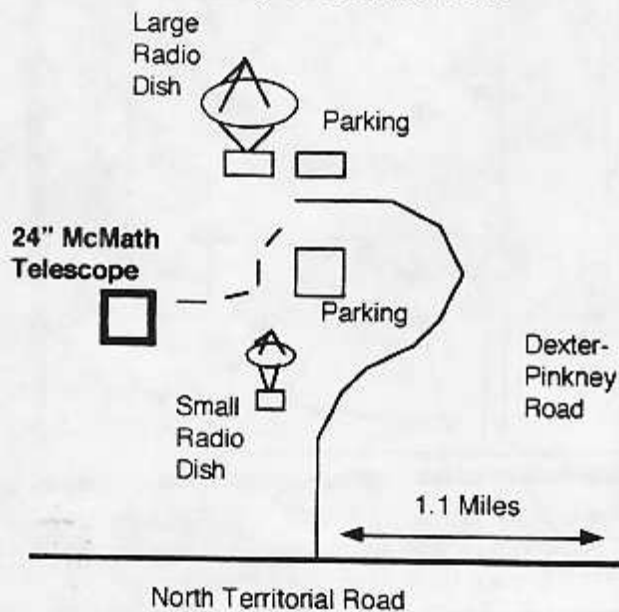 Large
Radio
Dish
Parking
24" McMath
Telescope
Parking
Dexter-
Pinkney
Road
Small
Radio
Dish
1.1 Miles
North Territorial Road